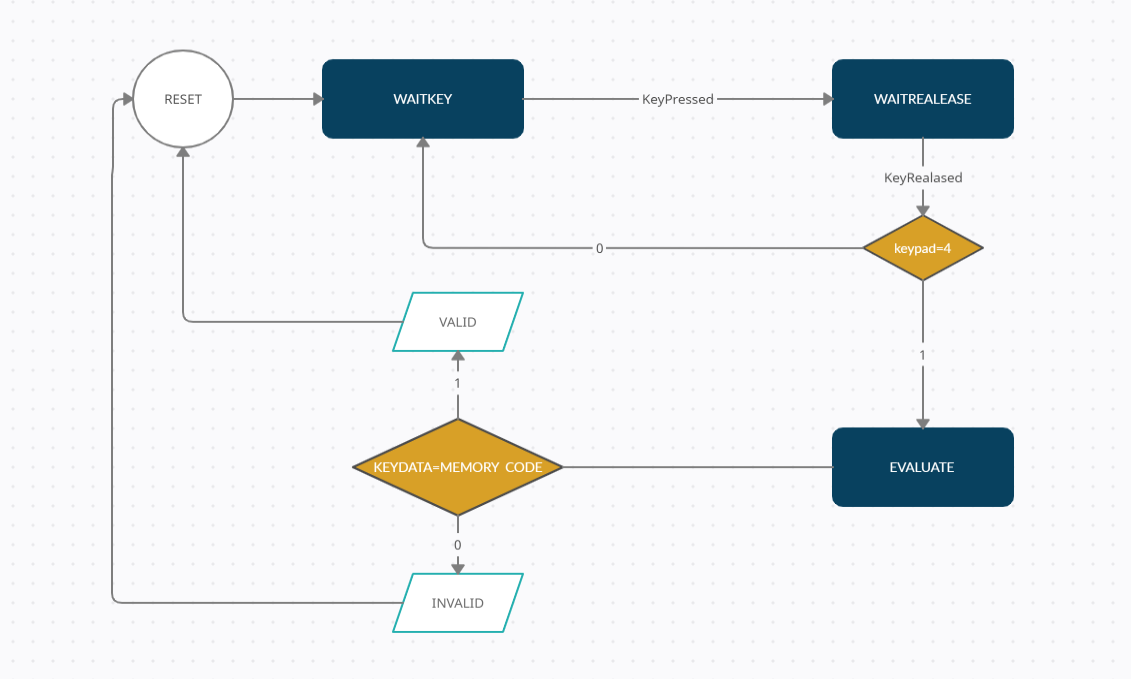 RESET
WAITKEY
KeyPressed
WAITREALEASE
KeyRealased
0
keypad=4
VALID
1
1
KEYDATA=MEMORY CODE
EVALUATE
0
INVALID